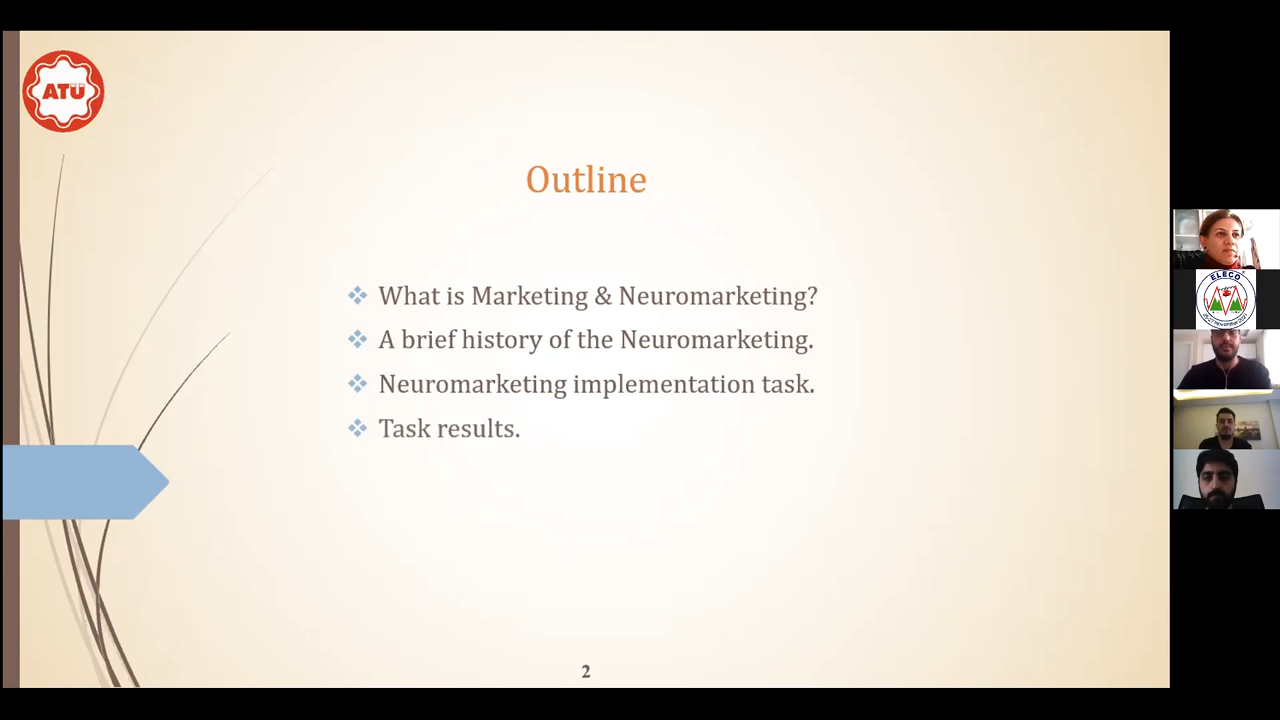 ATÜ
Outline
What is Marketing & Neuromarketing?
A brief history of the Neuromarketing.
Neuromarketing implementation task.
Task results.
2
ELECO